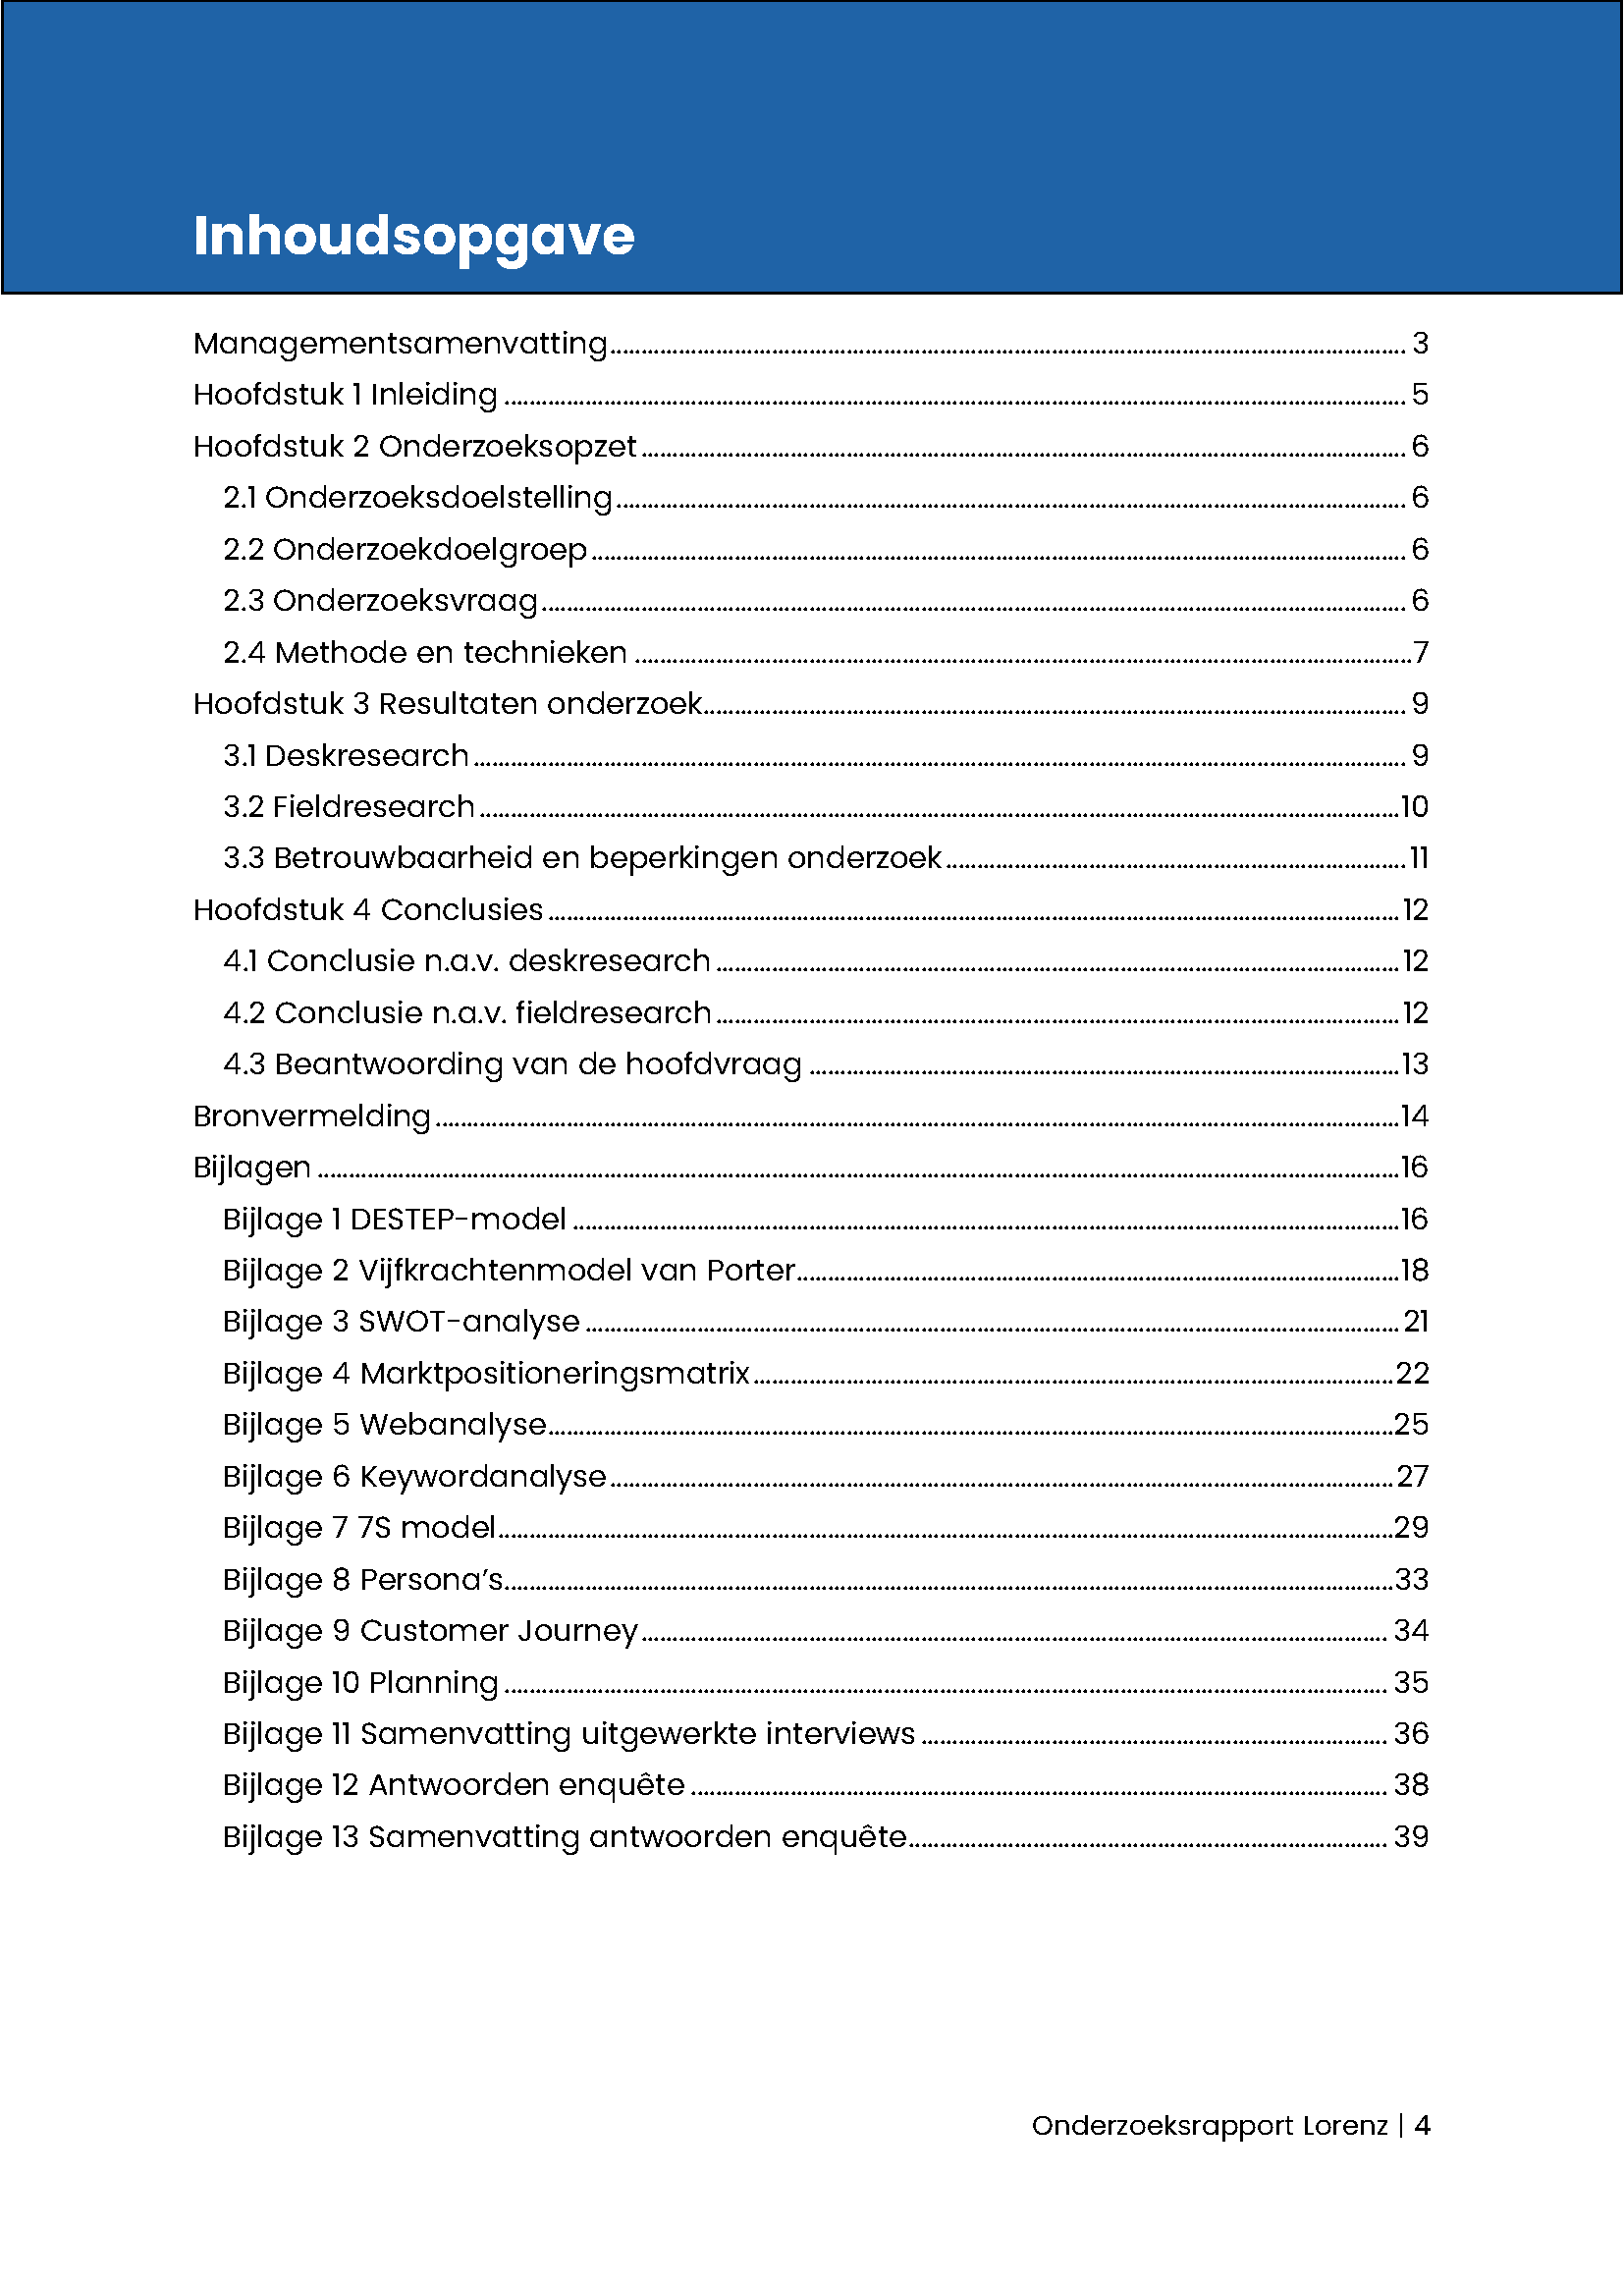 Inhoudsopgave
Managementsamenvatting 3
Hoofdstuk 1 Inleiding 5
Hoofdstuk 2 Onderzoeksopzet 6
2.1 Onderzoeksdoelstelling 6
2.2 Onderzoekdoelgroep 6
2.3 Onderzoeksvraag 6
2.4 Methode en technieken 7
Hoofdstuk 3 Resultaten onderzoek 9
3.1 Deskresearch 9
3.2 Fieldresearch 10
3.3 Betrouwbaarheid en beperkingen onderzoek 11
Hoofdstuk 4 Conclusies 12
4.1 Conclusie n.a.v. deskresearch 12
4.2 Conclusie n.a.v. fieldresearch 12
4.3 Beantwoording van de hoofdvraag 13
Bronvermelding 14
Bijlagen 16
Bijlage 1 DESTEP-model 16
Bijlage 2 Vijfkrachtenmodel van Porter 18
Bijlage 3 SWOT-analyse 21
Bijlage 4 Marktpositioneringsmatrix 22
Bijlage 5 Webanalyse 25
Bijlage 6 Keywordanalyse 27
Bijlage 7 7S model 29
Bijlage 8 Persona's 33
Bijlage 9 Customer Journey 34
Bijlage 10 Planning 35
Bijlage 11 Samenvatting uitgewerkte interviews 36
Bijlage 12 Antwoorden enquête 38
Bijlage 13 Samenvatting antwoorden enquête 39
Onderzoeksrapport Lorenz | 4